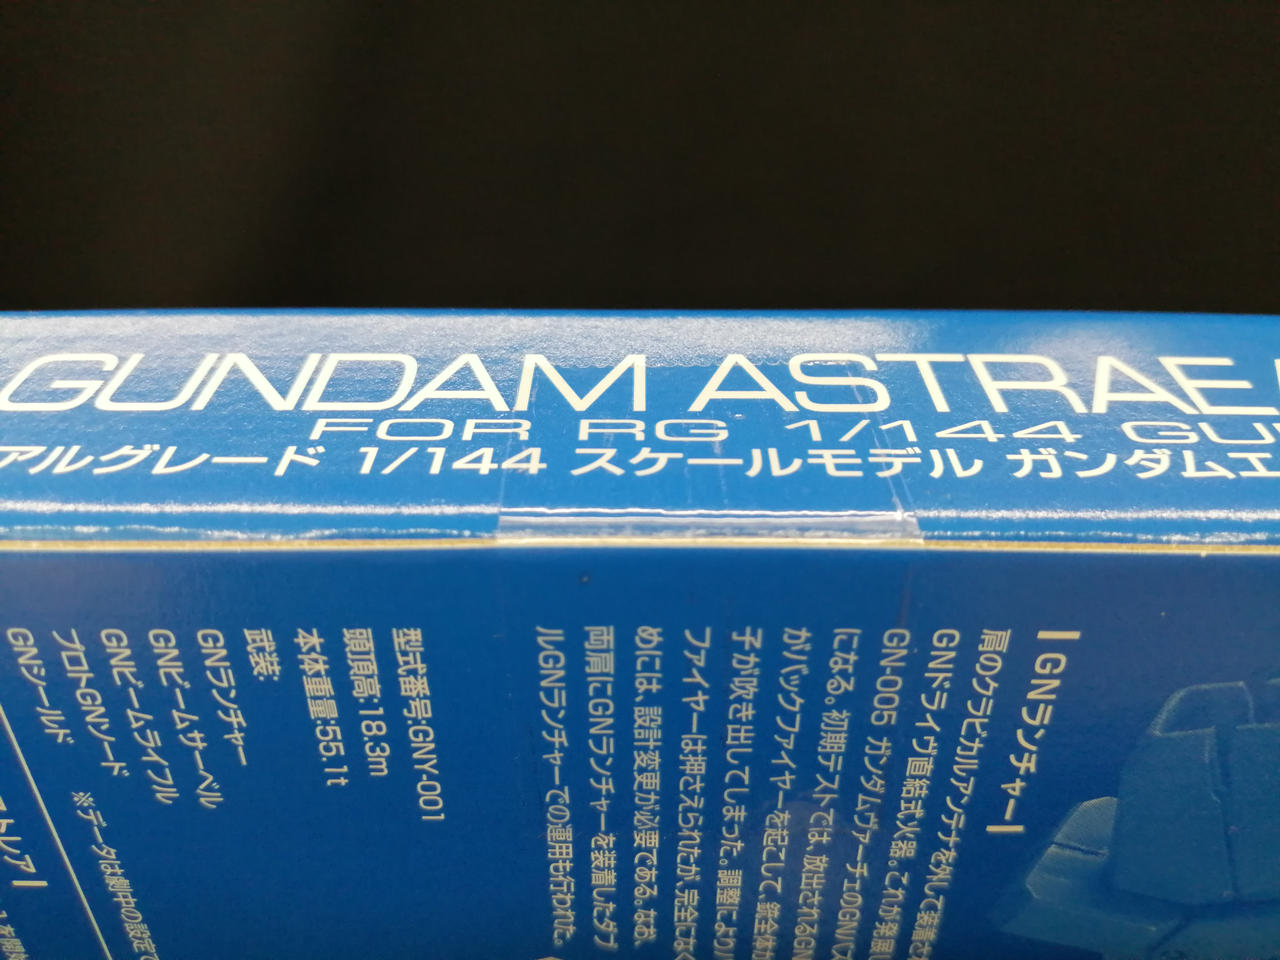 GUNDAM ASTRAE
FOR RG 1/144
アルグレード 1/144 スケールモデル ガンダムエ
GNランチャー
肩のクラビカルアンテナを外して装着さ
GNドライヴ直結式火器。これが発展
GN-005 ガンダムヴァーチェのGNバズ
になる。初期テストでは、放出されるGN
がバックファイヤーを起こして、銃全体か
子が吹き出してしまった。調整により
ファイヤーは押さえられたが、完全になく
めには、設計変更が必要である。なお、
両肩にGNランチャーを装着したダブ
ルGNランチャーでの運用も行われた。
型式番号:GNY-001
頭頂高:18.3m
本体重量:55.1t
武装:
GNランチャー
GNビームサーベル
GNビームライフル
プロトGNソード
GNシールド
※データは劇中の設定で
ストレア